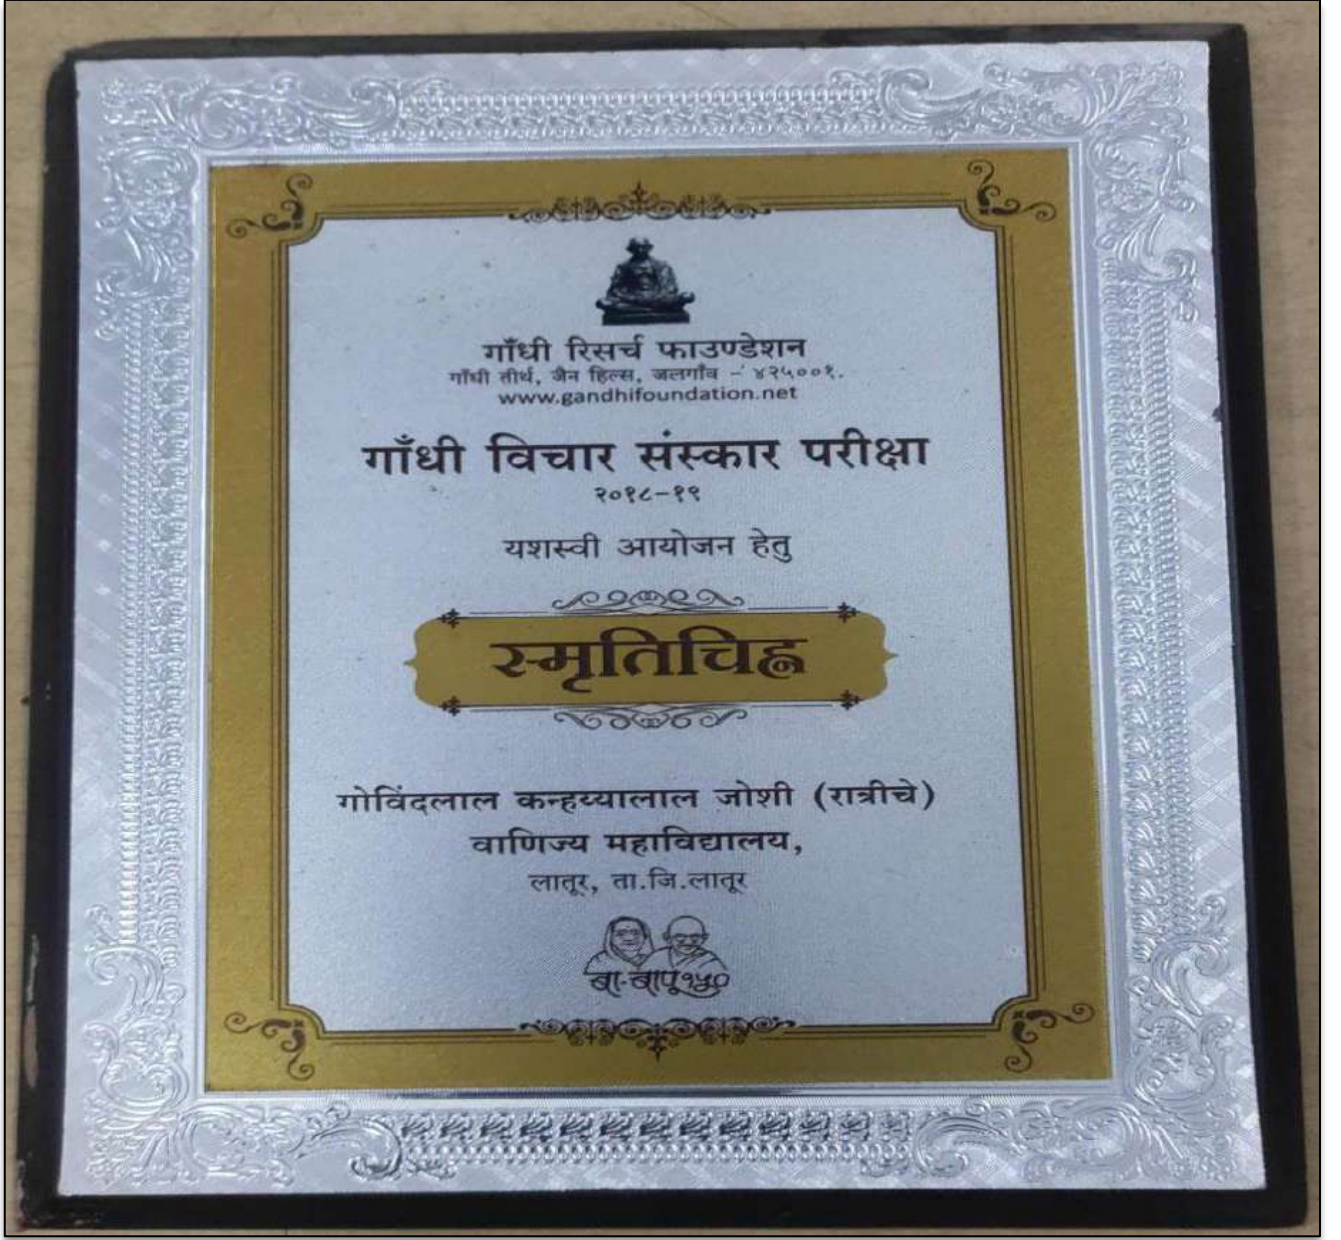 गाँधी रिसर्च फाउण्डेशन
गाँधी तीर्थ, जैन हिल्स, जलगाँव - ४२५००१.
www.gandhifoundation.net
गाँधी विचार संस्कार परीक्षा
२०१८-१९
यशस्वी आयोजन हेतु
स्मृतिचिह्न
गोविंदलाल कन्हय्यालाल जोशी (रात्रीचे)
वाणिज्य महाविद्यालय,
लातूर, ता.जि.लातूर
बा-बापू १५०